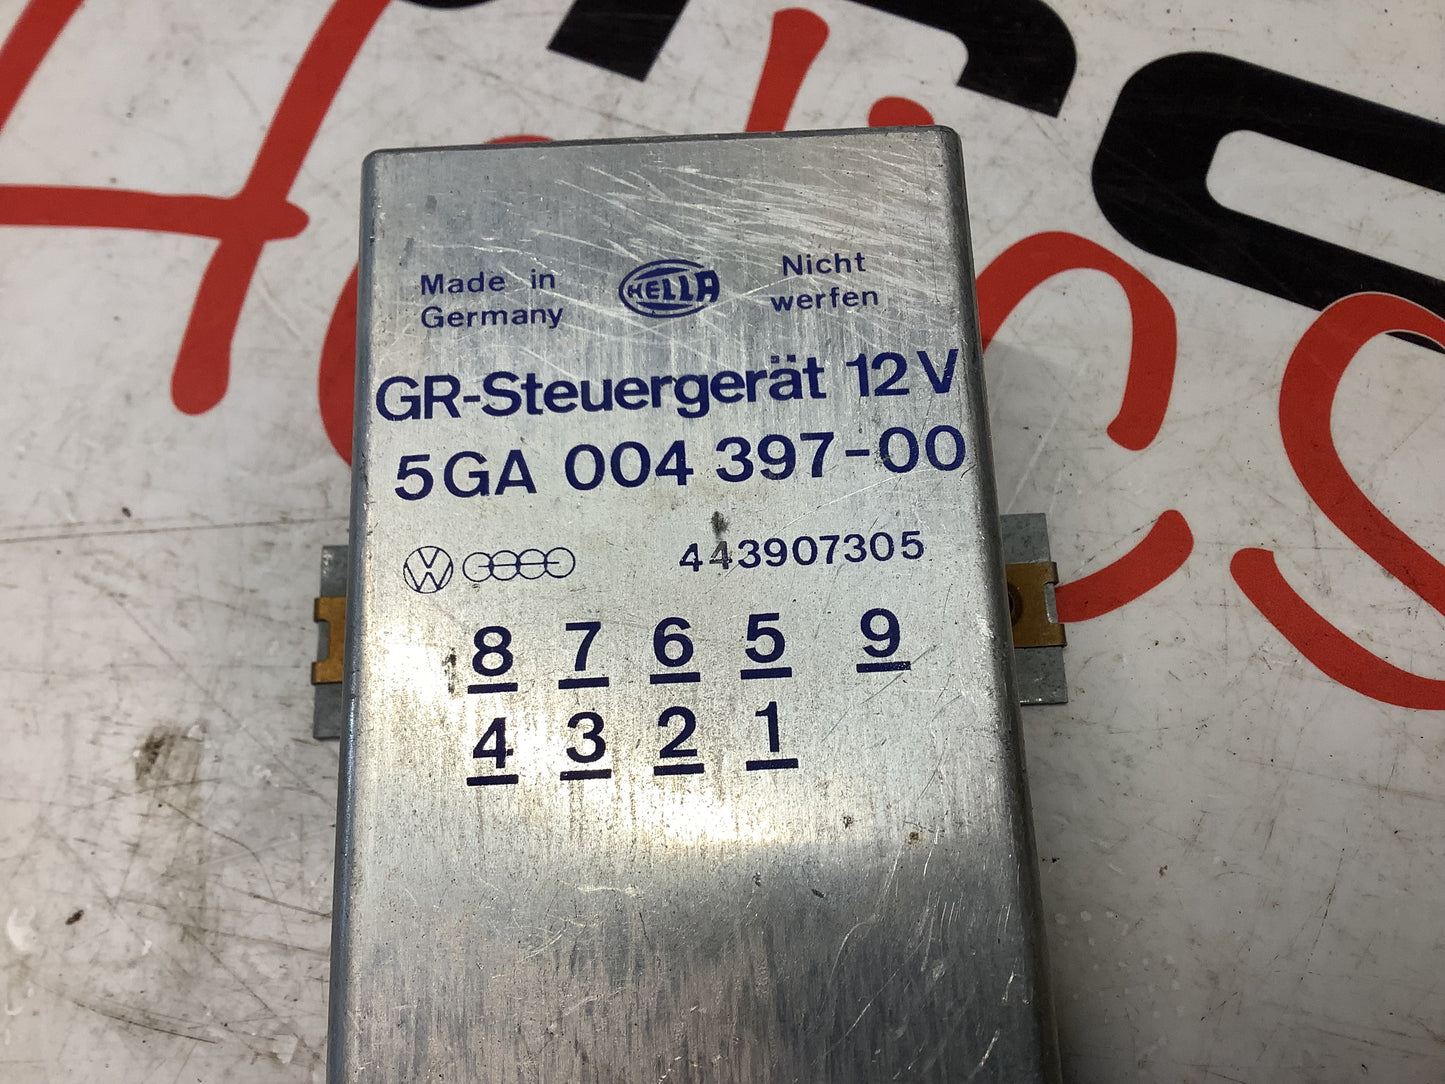 Made in
Germany
HELLA
Nicht
werfen
GR-Steuergerät 12V
5GA 004 397-00
443907305
8 7 6 5 9
4 3 2 1